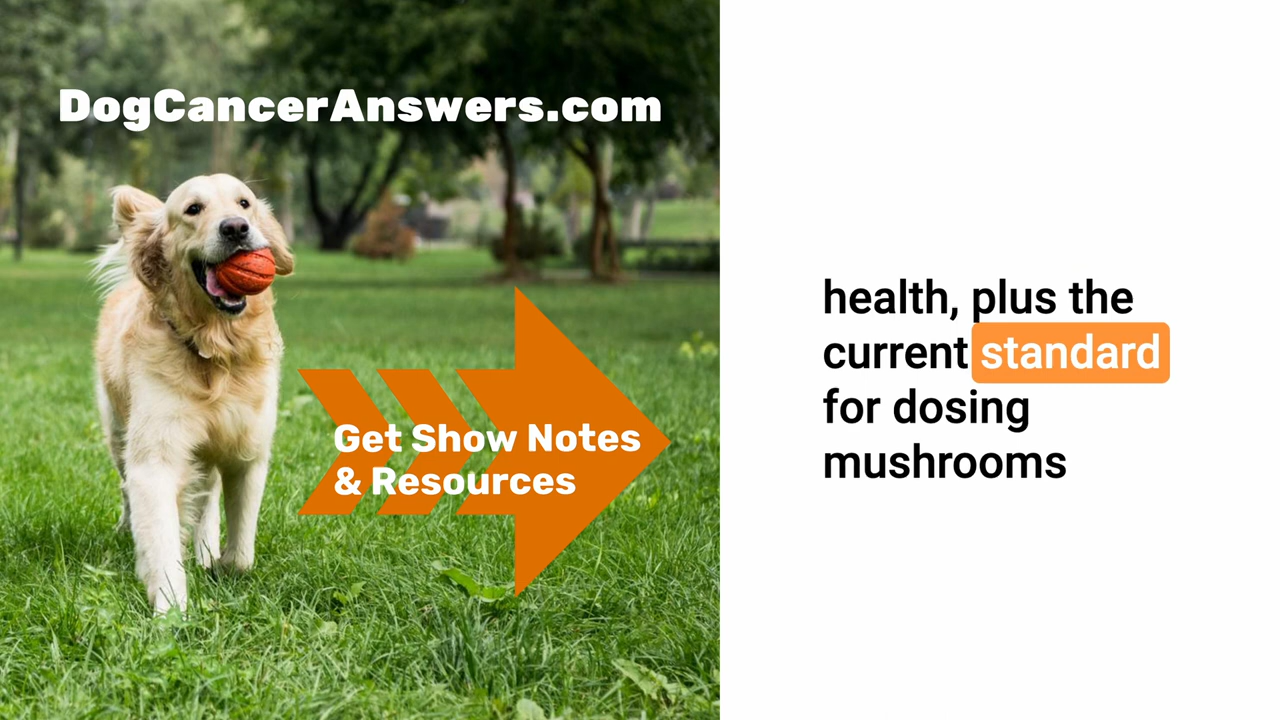 DogCancerAnswers.com
Get Show Notes
& Resources
health, plus the
current standard
for dosing
mushrooms